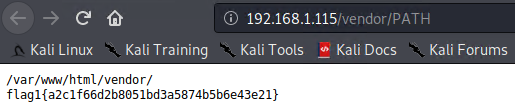 192.168.1.115/vendor/PATH
Kali Linux Kali Training Kali Tools Kali Docs Kali Forums
/var/www/html/vendor/
flag1{a2c1f66d2b8051bd3a5874b5b6e43e21}